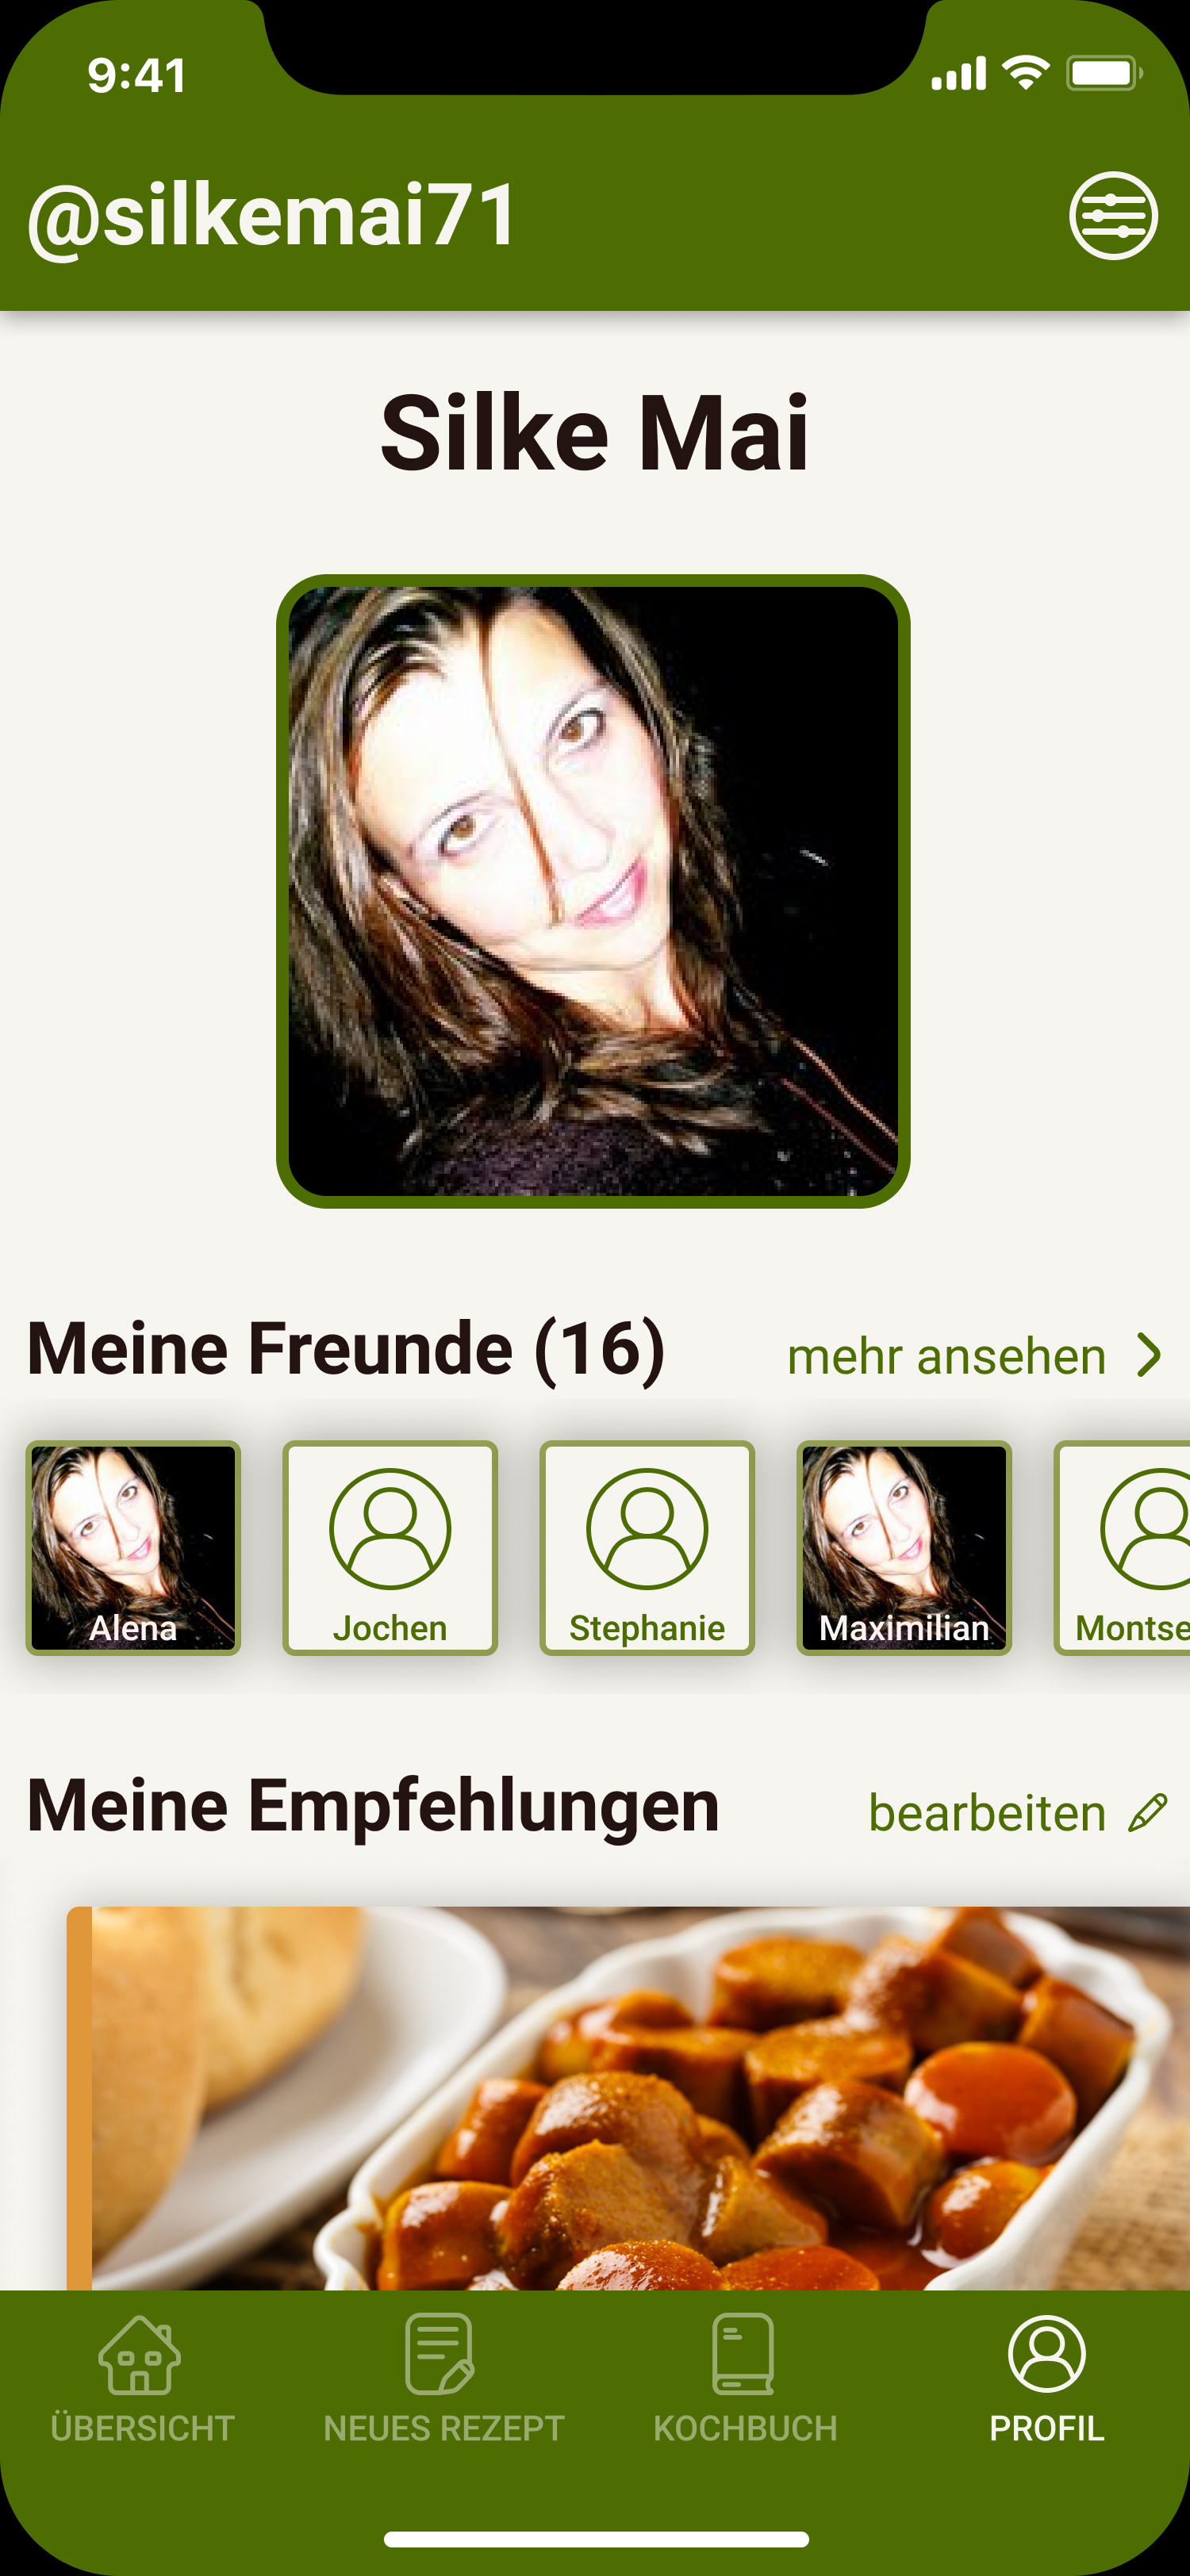 9:41
@silkemai71
Silke Mai
Meine Freunde (16)
mehr ansehen
Alena
Jochen
Stephanie
Maximilian
Montse
Meine Empfehlungen
bearbeiten
ÜBERSICHT
NEUES REZEPT
KOCHBUCH
PROFIL